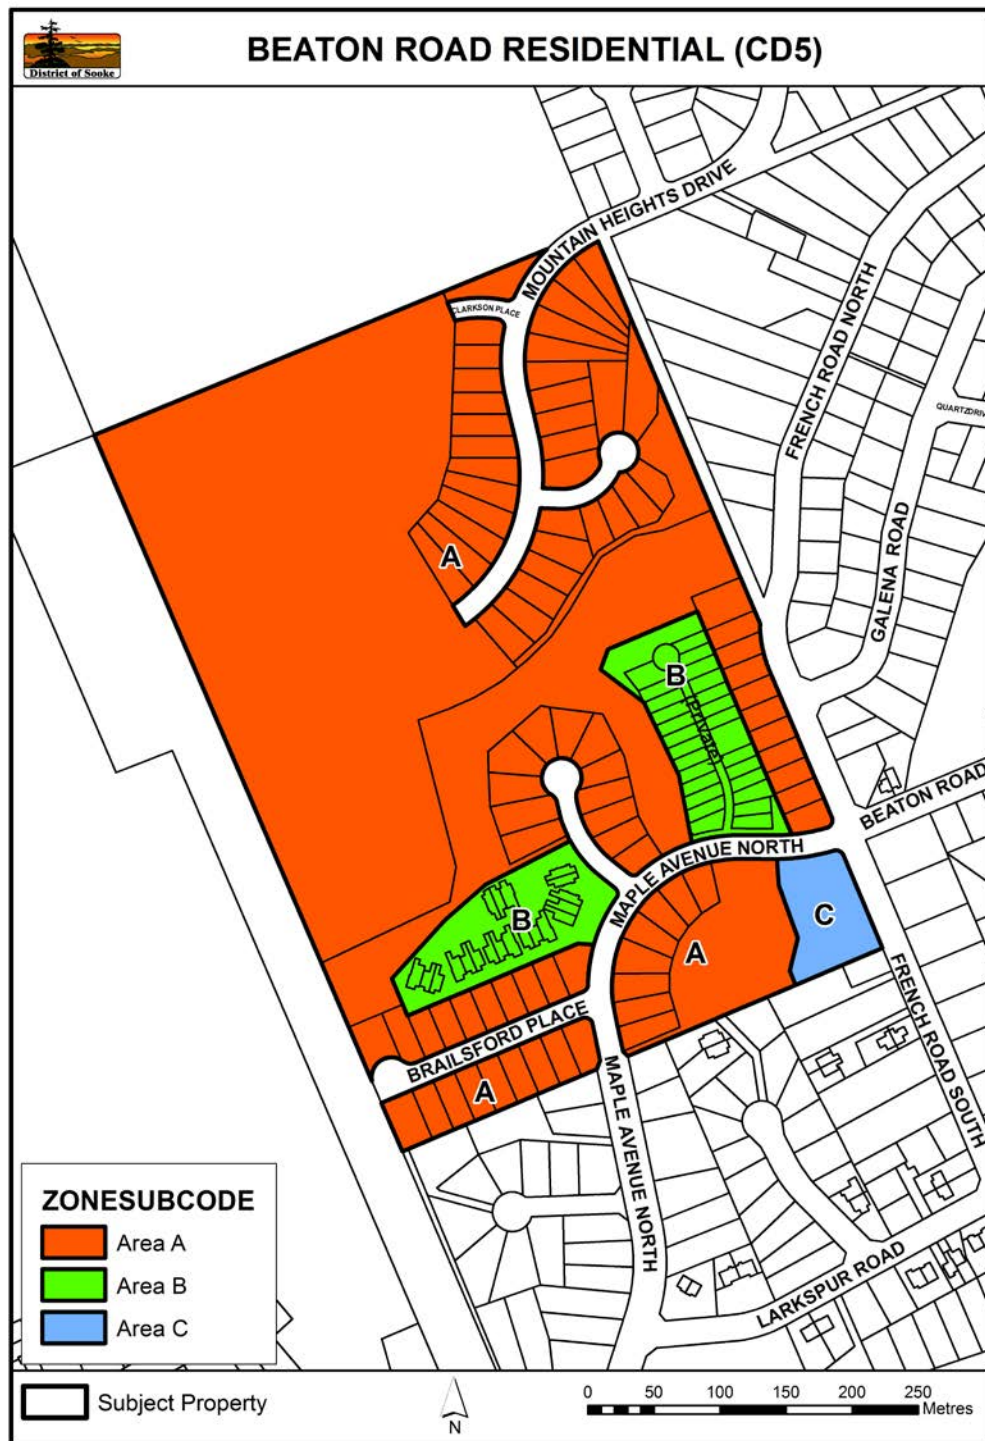 District of Sooke
BEATON ROAD RESIDENTIAL (CD5)
MOUNTAIN HEIGHTS DRIVE
CLARKSON PLACE
FRENCH ROAD NORTH
QUARTZDRIV
GALENA ROAD
A
B
(Private)
BEATON ROAD
MAPLE AVENUE NORTH
B
C
A
FRENCH ROAD SOUTH
BRAILSFORD PLACE
A
MAPLE AVENUE NORTH
LARKSPUR ROAD
ZONESUBCODE
Area A
Area B
Area C
Subject Property
N
0 50 100 150 200 250
Metres